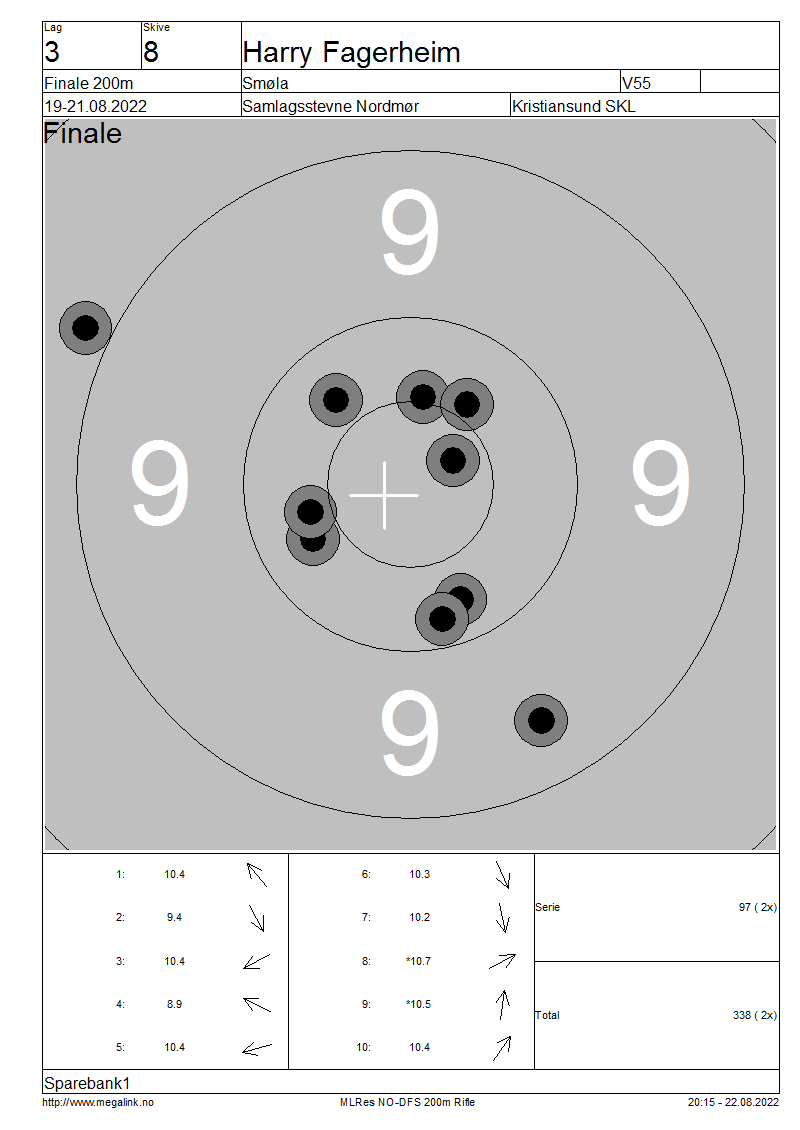 Lag Skive
3 8 Harry Fagerheim
Finale 200m Smøla V55
19-21.08.2022 Samlagsstevne Nordmør Kristiansund SKL
Finale
9
9 9
9
1: 10.4 6: 10.3
Serie 97 ( 2x)
2: 9.4 7: 10.2
3: 10.4 8: *10.7
4: 8.9 9: *10.5
Total 338 ( 2x)
5: 10.4 10: 10.4
Sparebank1
http://www.megalink.no MLRes NO-DFS 200m Rifle 20:15 - 22.08.2022